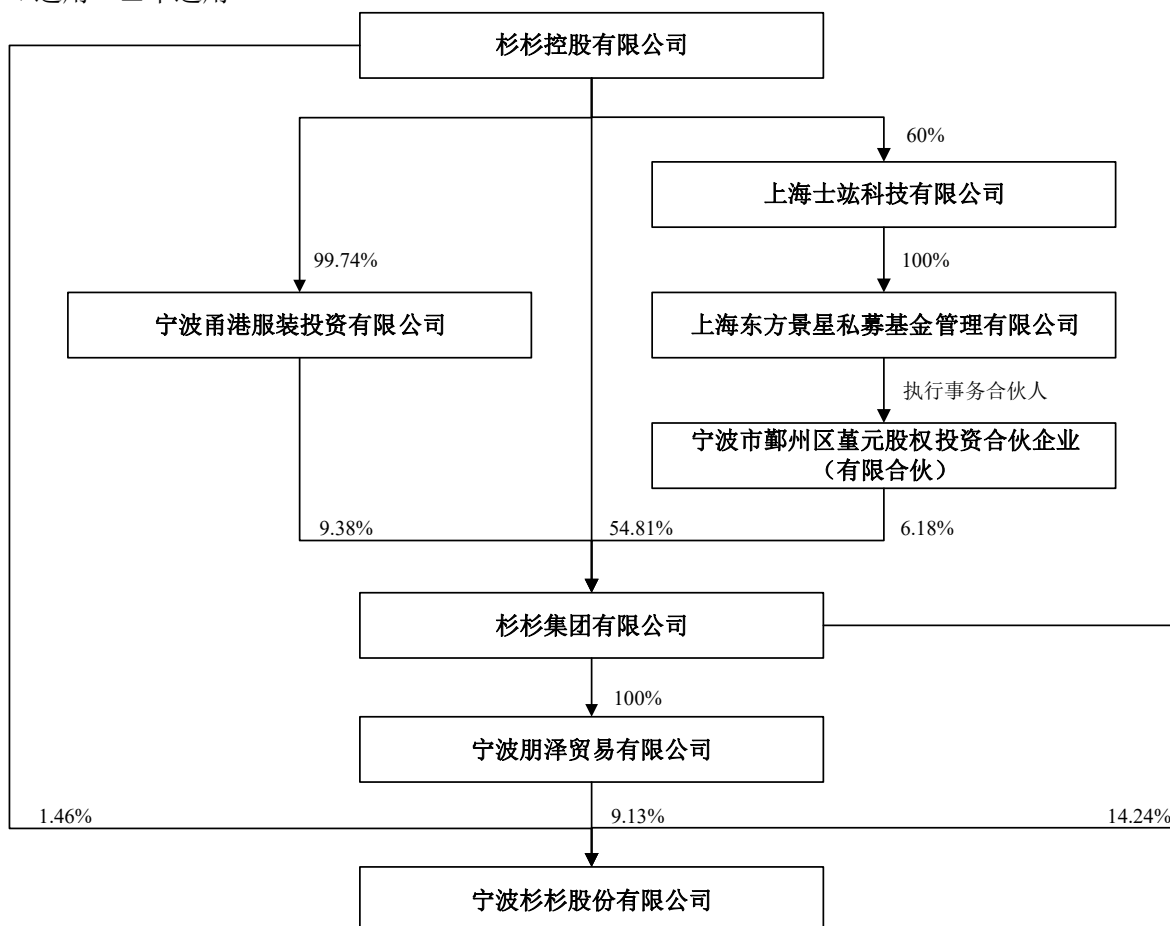 杉杉控股有限公司
60%
上海士竑科技有限公司
99.74%
100%
宁波甬港服装投资有限公司
上海东方景星私募基金管理有限公司
执行事务合伙人
宁波市鄞州区堇元股权投资合伙企业
（有限合伙）
9.38%
54.81%
6.18%
杉杉集团有限公司
100%
宁波朋泽贸易有限公司
1.46%
9.13%
14.24%
宁波杉杉股份有限公司